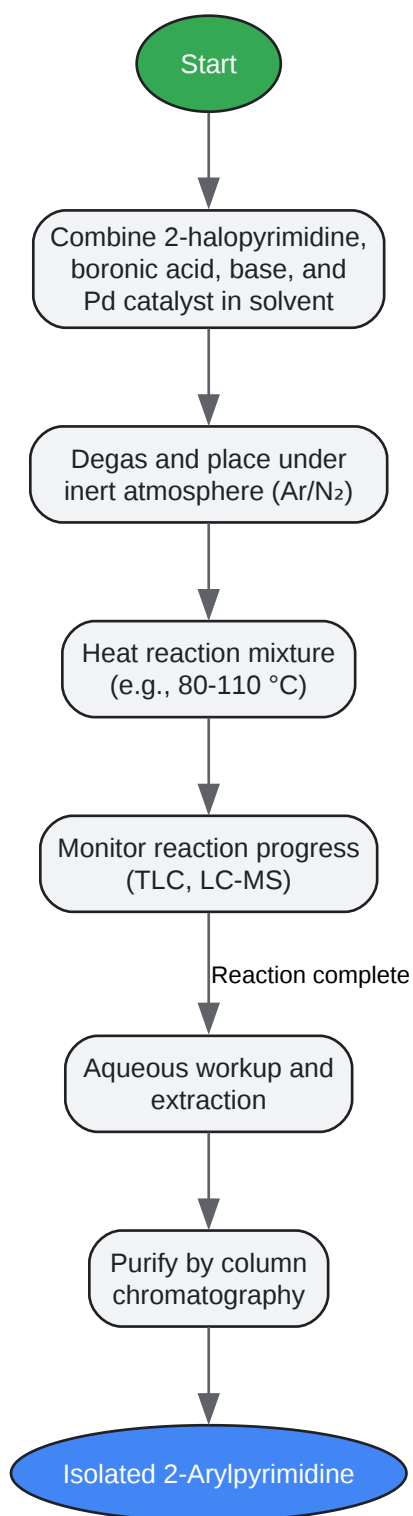 Start
Combine 2-halopyrimidine,
boronic acid, base, and
Pd catalyst in solvent
Degas and place under
inert atmosphere (Ar/N₂)
Heat reaction mixture
(e.g., 80-110 °C)
Monitor reaction progress
(TLC, LC-MS)
Reaction complete
Aqueous workup and
extraction
Purify by column
chromatography
Isolated 2-Arylpyrimidine